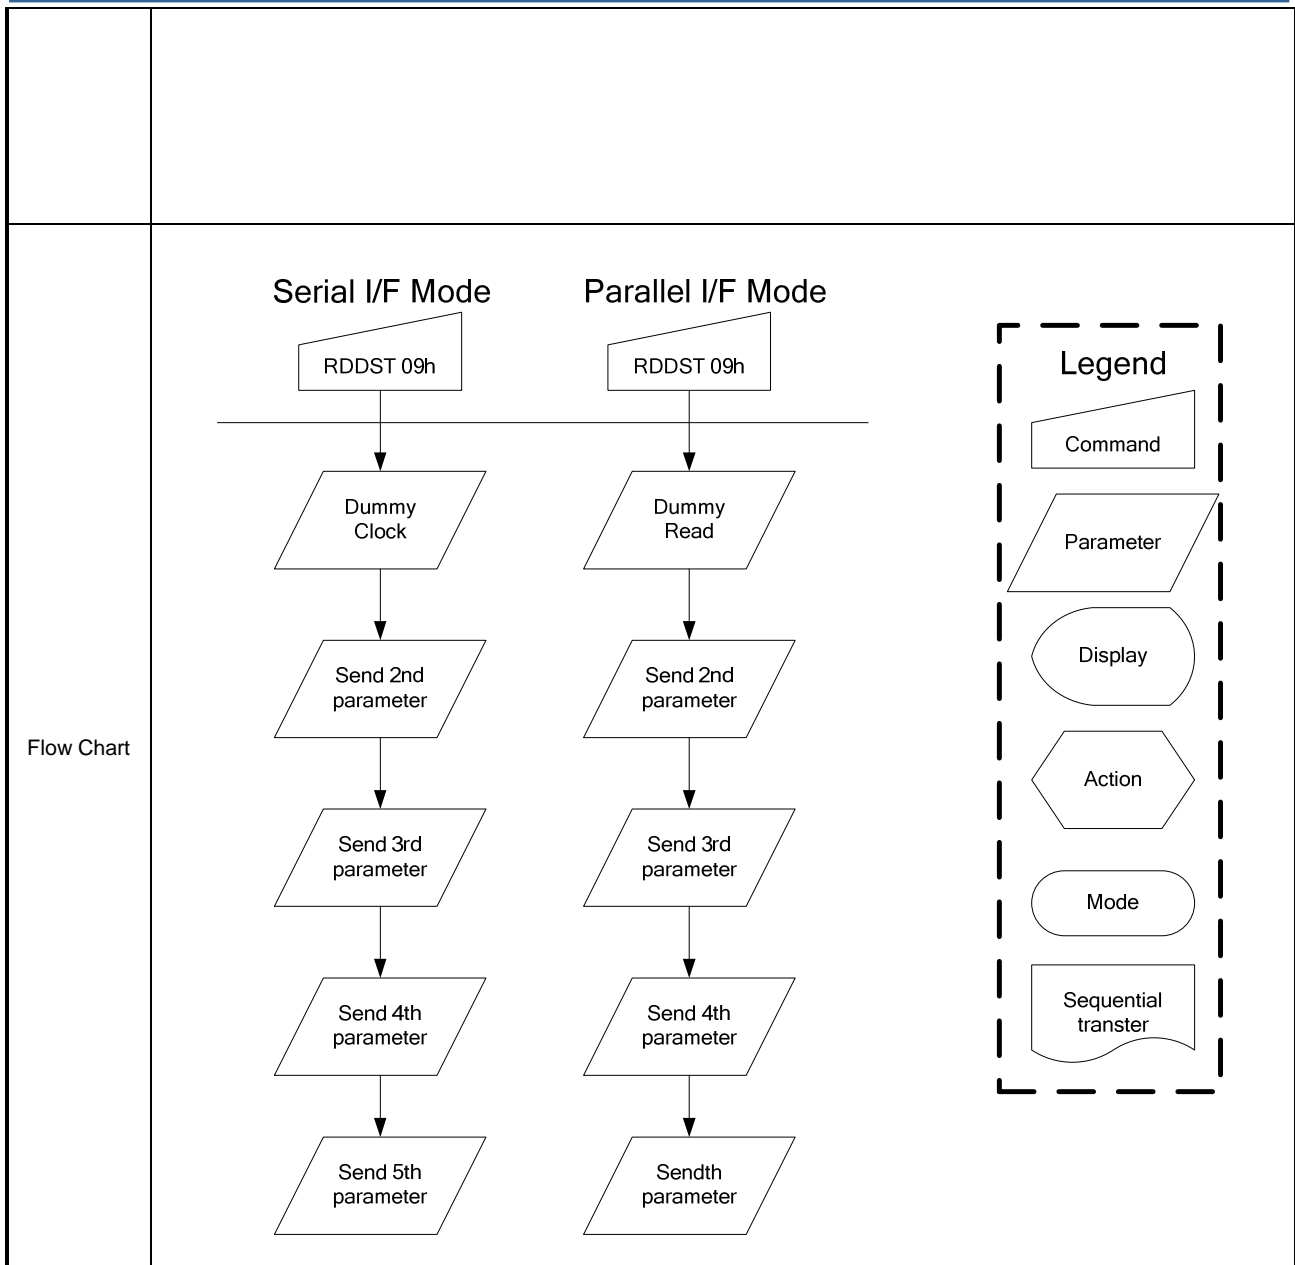 Flow Chart
Serial I/F Mode
RDDST 09h
Dummy
Clock
Send 2nd
parameter
Send 3rd
parameter
Send 4th
parameter
Send 5th
parameter
Parallel I/F Mode
RDDST 09h
Dummy
Read
Send 2nd
parameter
Send 3rd
parameter
Send 4th
parameter
Sendth
parameter
Legend
Command
Parameter
Display
Action
Mode
Sequential
transter